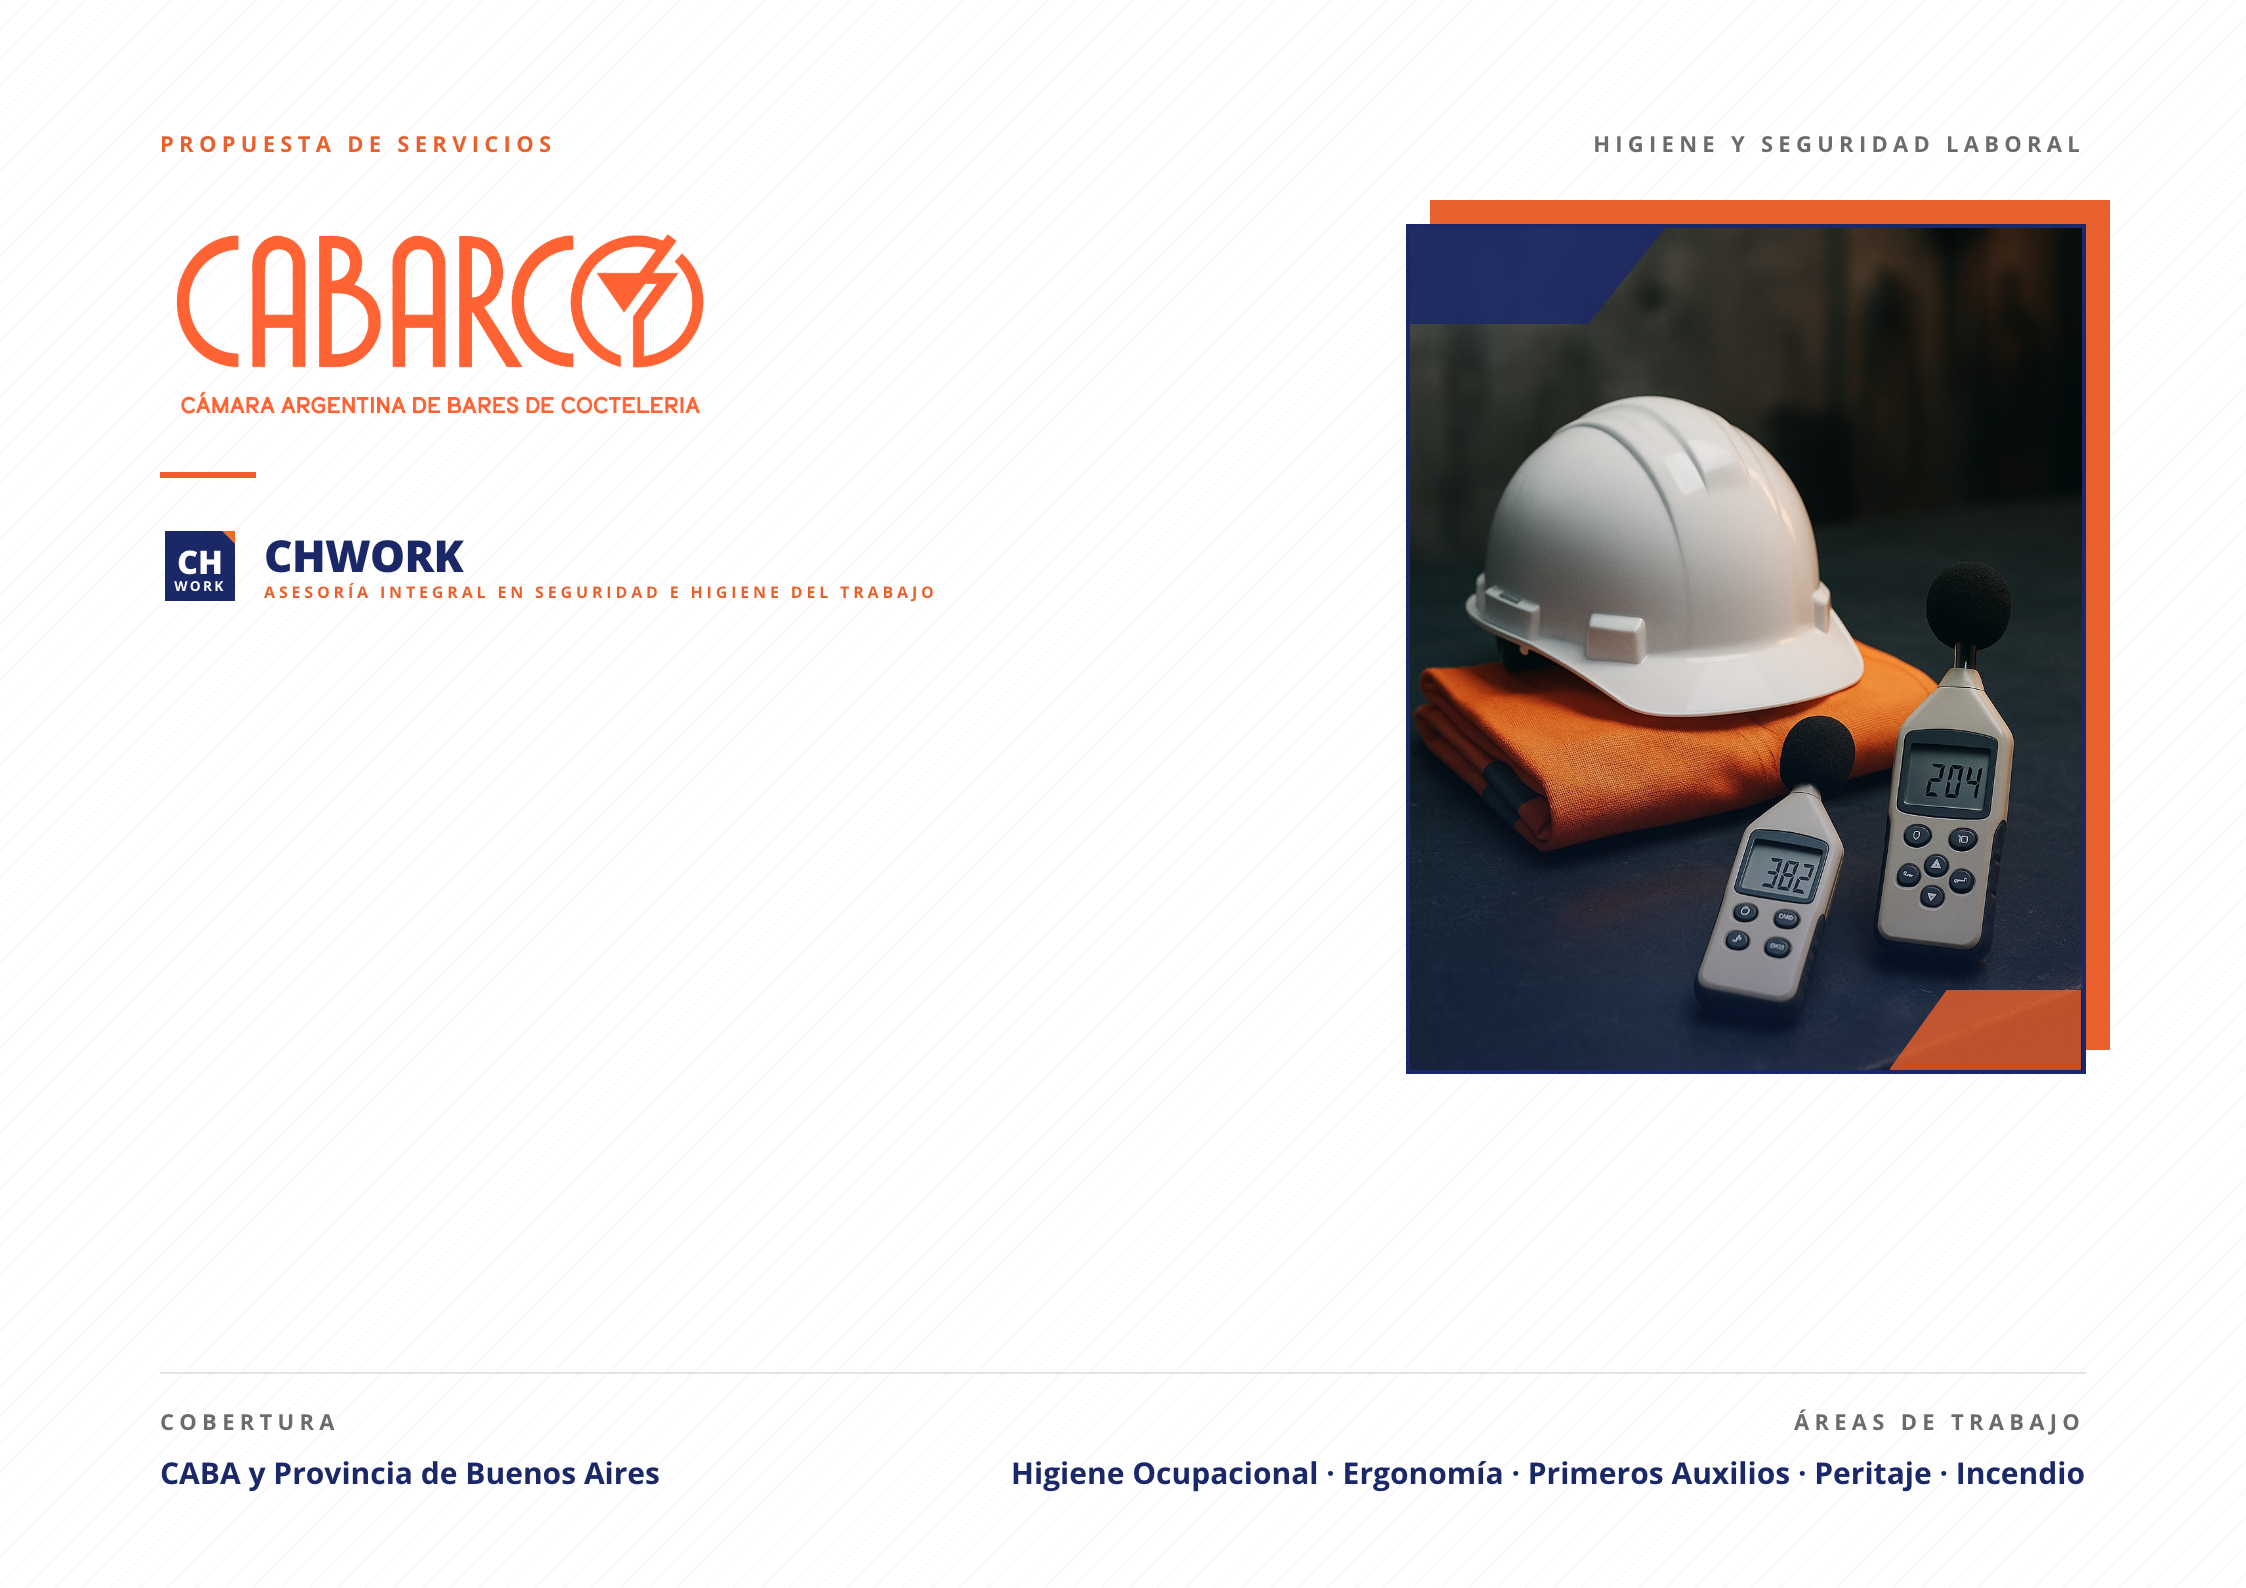 PROPUESTA DE SERVICIOS
HIGIENE Y SEGURIDAD LABORAL
CABARCO
CÁMARA ARGENTINA DE BARES DE COCTELERIA
CH
WORK
CHWORK
ASESORÍA INTEGRAL EN SEGURIDAD E HIGIENE DEL TRABAJO
204
382
COBERTURA
ÁREAS DE TRABAJO
CABA y Provincia de Buenos Aires
Higiene Ocupacional · Ergonomía · Primeros Auxilios · Peritaje · Incendio